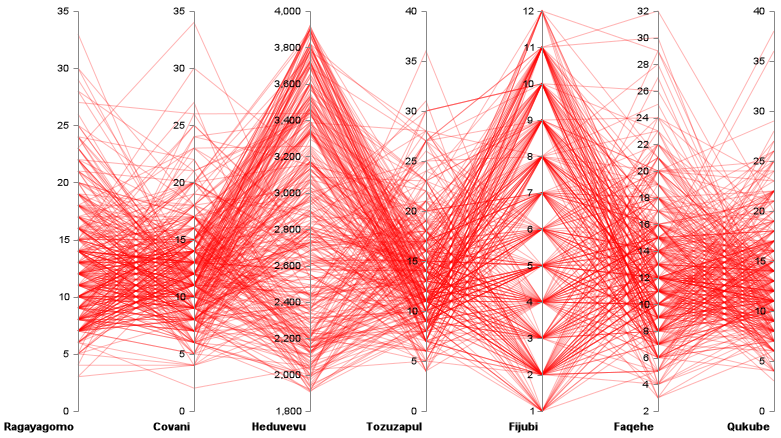 35 35 4,000 40 12 32 40
3,800 30 11 35
30 30 3,600 35 28 35
10 26
25 25 3,400 30 9 24 30
3,200 22
20 20 3,000 25 8 20 25
7 18
15 15 2,800 20 6 16 20
2,600 15 5 14 15
10 10 2,400 4 12
2,200 10 3 10 10
5 5 2,000 5 2 8 5
6
4
0 0 1,800 0 1 2 0
Ragayagomo Covani Heduvevu Tozuzapul Fijubi Faqehe Qukube